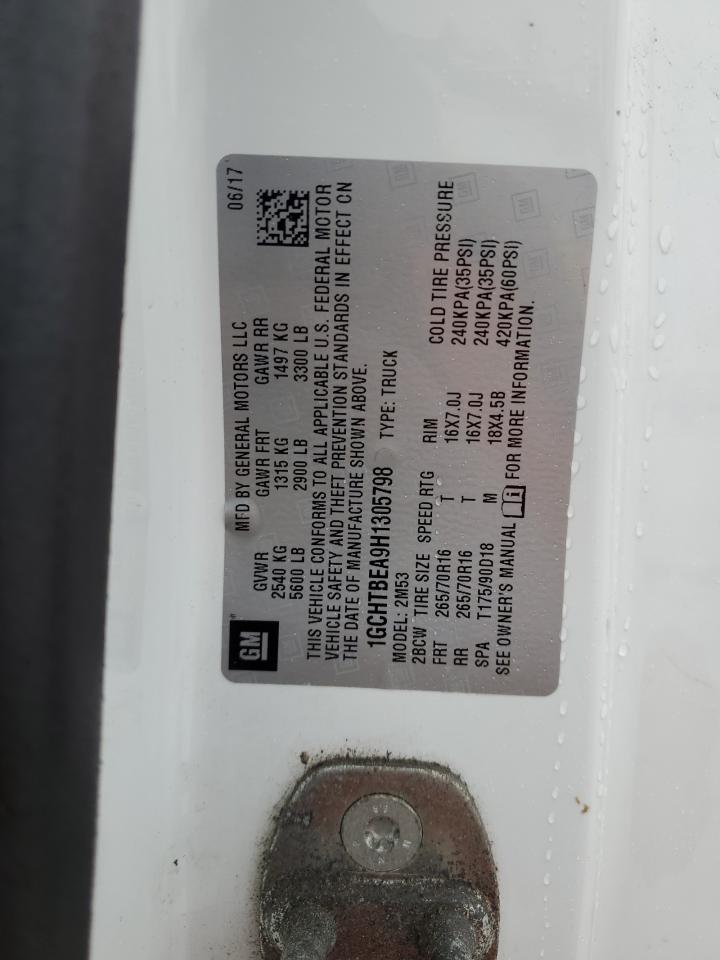 GM
MFD BY GENERAL MOTORS LLC 06/17
GVWR GAWR FRT GAWR RR
2540 KG 1315 KG 1497 KG
5600 LB 2900 LB 3300 LB
THIS VEHICLE CONFORMS TO ALL APPLICABLE U.S. FEDERAL MOTOR
VEHICLE SAFETY AND THEFT PREVENTION STANDARDS IN EFFECT ON
THE DATE OF MANUFACTURE SHOWN ABOVE.
1GCHTBEA9H1305798 TYPE: TRUCK
MODEL: 2M53
2BCW TIRE SIZE SPEED RTG RIM COLD TIRE PRESSURE
FRT 265/70R16 T 16X7.0J 240KPA(35PSI)
RR 265/70R16 T 16X7.0J 240KPA(35PSI)
SPA T175/90D18 M 18X4.5B 420KPA(60PSI)
SEE OWNER'S MANUAL i FOR MORE INFORMATION.